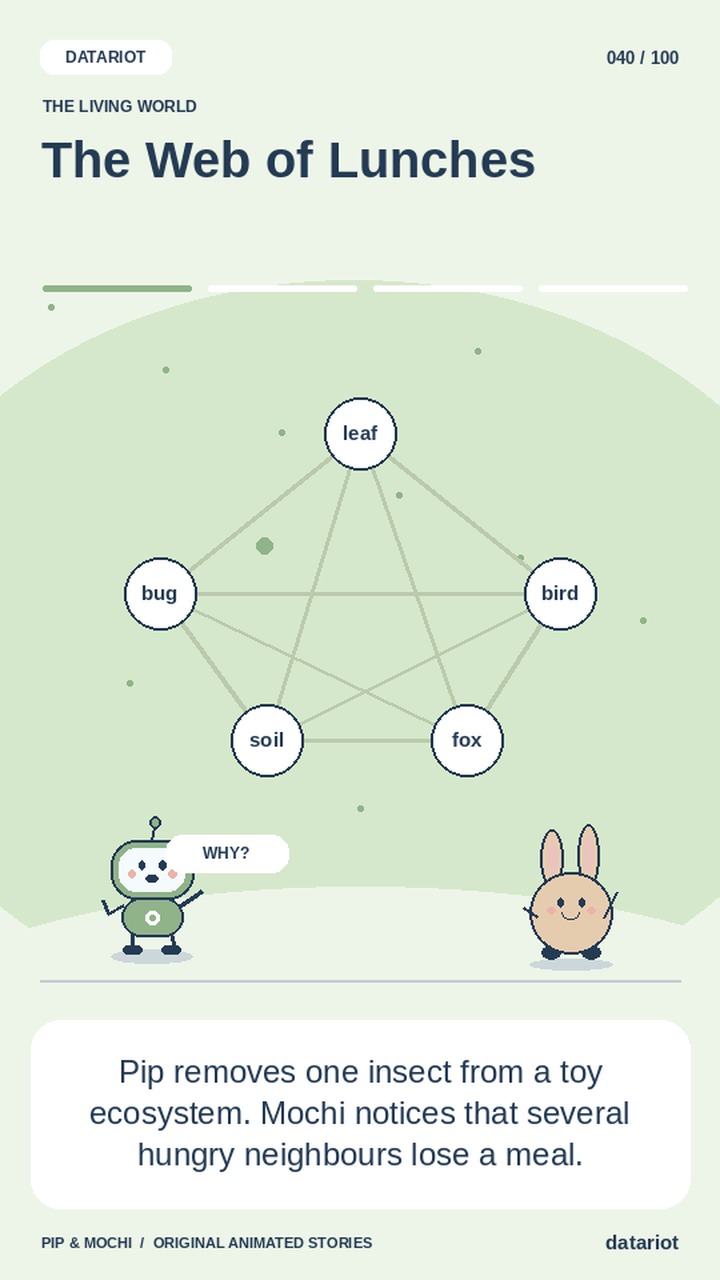 DATARIOT
040 / 100
THE LIVING WORLD
The Web of Lunches
leaf
bug
bird
soil
fox
WHY?
Pip removes one insect from a toy
ecosystem. Mochi notices that several
hungry neighbours lose a meal.
PIP & MOCHI / ORIGINAL ANIMATED STORIES
datariot